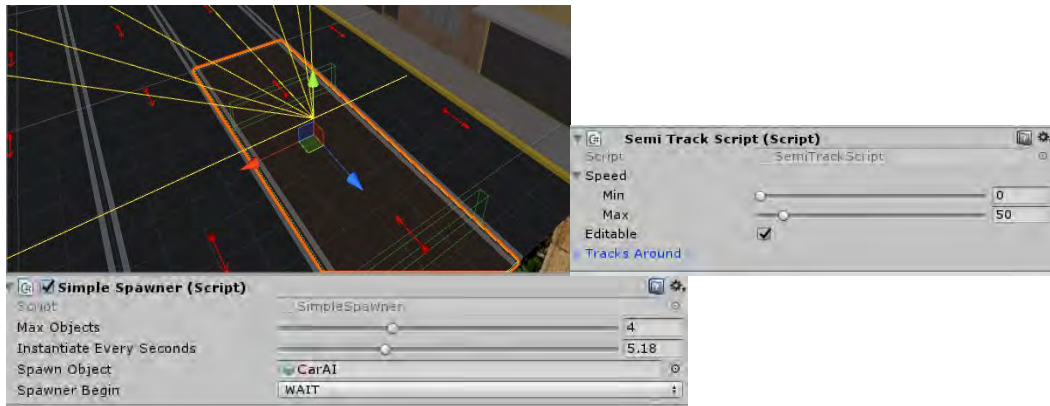 Semi Track Script (Script)
Script SemiTrackScript
Speed
Min 0
Max 50
Editable
Tracks Around
Simple Spawner (Script)
Script SimpleSpawner
Max Objects 4
Instantiate Every Seconds 5.18
Spawn Object CarAI
Spawner Begin WAIT